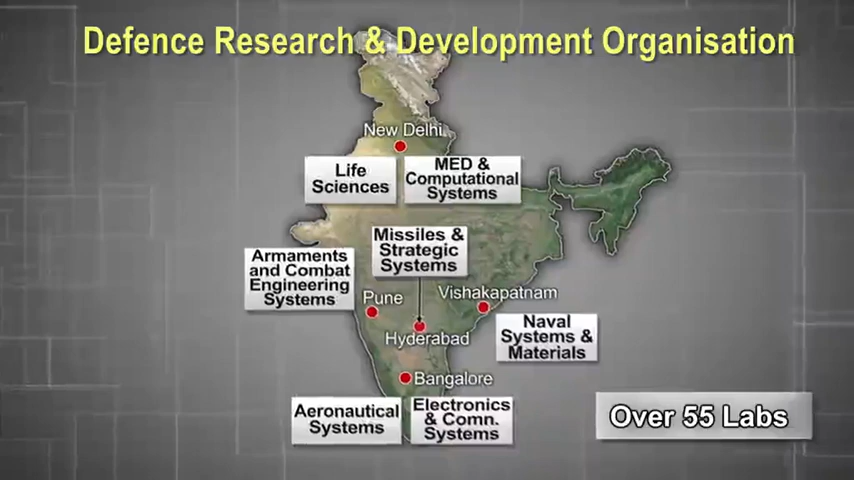 Defence Research & Development Organisation
New Delhi
Life
Sciences
MED &
Computational
Systems
Missiles &
Strategic
Systems
Armaments
and Combat
Engineering
Systems
Pune
Vishakapatnam
Hyderabad
Naval
Systems &
Materials
Bangalore
Aeronautical
Systems
Electronics
& Comn.
Systems
Over 55 Labs